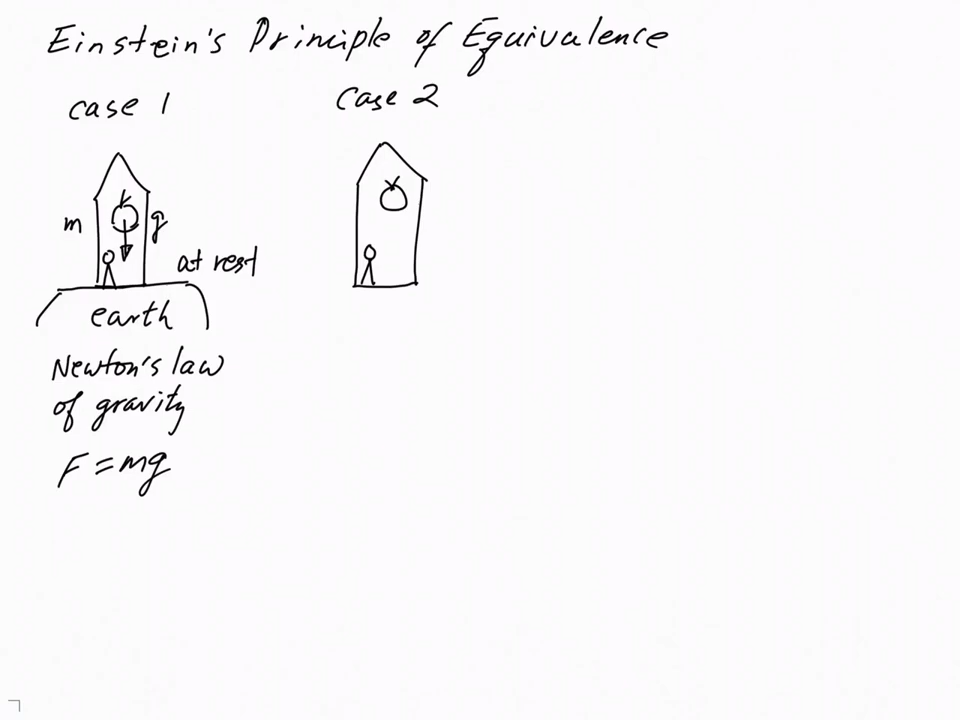 Einstein's Principle of Equivalence
case 1
Case 2
m
g
at rest
earth
Newton's law
of gravity
F = mg